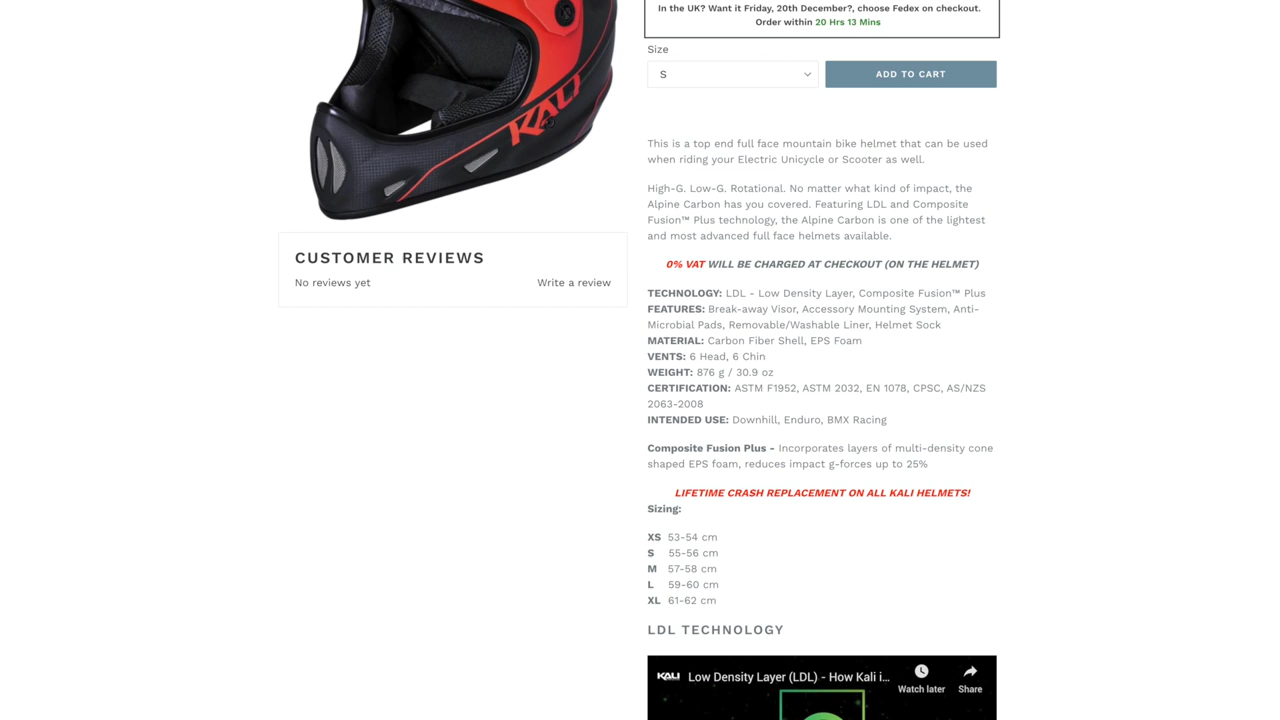 In the UK? Want it Friday, 20th December?, choose Fedex on checkout.
Order within 20 Hrs 13 Mins
Size
S
ADD TO CART
KALI
This is a top end full face mountain bike helmet that can be used
when riding your Electric Unicycle or Scooter as well.
High-G. Low-G. Rotational. No matter what kind of impact, the
Alpine Carbon has you covered. Featuring LDL and Composite
Fusion™ Plus technology, the Alpine Carbon is one of the lightest
and most advanced full face helmets available.
CUSTOMER REVIEWS
No reviews yet
Write a review
0% VAT WILL BE CHARGED AT CHECKOUT (ON THE HELMET)
TECHNOLOGY: LDL - Low Density Layer, Composite Fusion™ Plus
FEATURES: Break-away Visor, Accessory Mounting System, Anti-
Microbial Pads, Removable/Washable Liner, Helmet Sock
MATERIAL: Carbon Fiber Shell, EPS Foam
VENTS: 6 Head, 6 Chin
WEIGHT: 876 g / 30.9 oz
CERTIFICATION: ASTM F1952, ASTM 2032, EN 1078, CPSC, AS/NZS
2063-2008
INTENDED USE: Downhill, Enduro, BMX Racing
Composite Fusion Plus - Incorporates layers of multi-density cone
shaped EPS foam, reduces impact g-forces up to 25%
LIFETIME CRASH REPLACEMENT ON ALL KALI HELMETS!
Sizing:
XS 53-54 cm
S 55-56 cm
M 57-58 cm
L 59-60 cm
XL 61-62 cm
LDL TECHNOLOGY
KALI
Low Density Layer (LDL) - How Kali i...
Watch later
Share